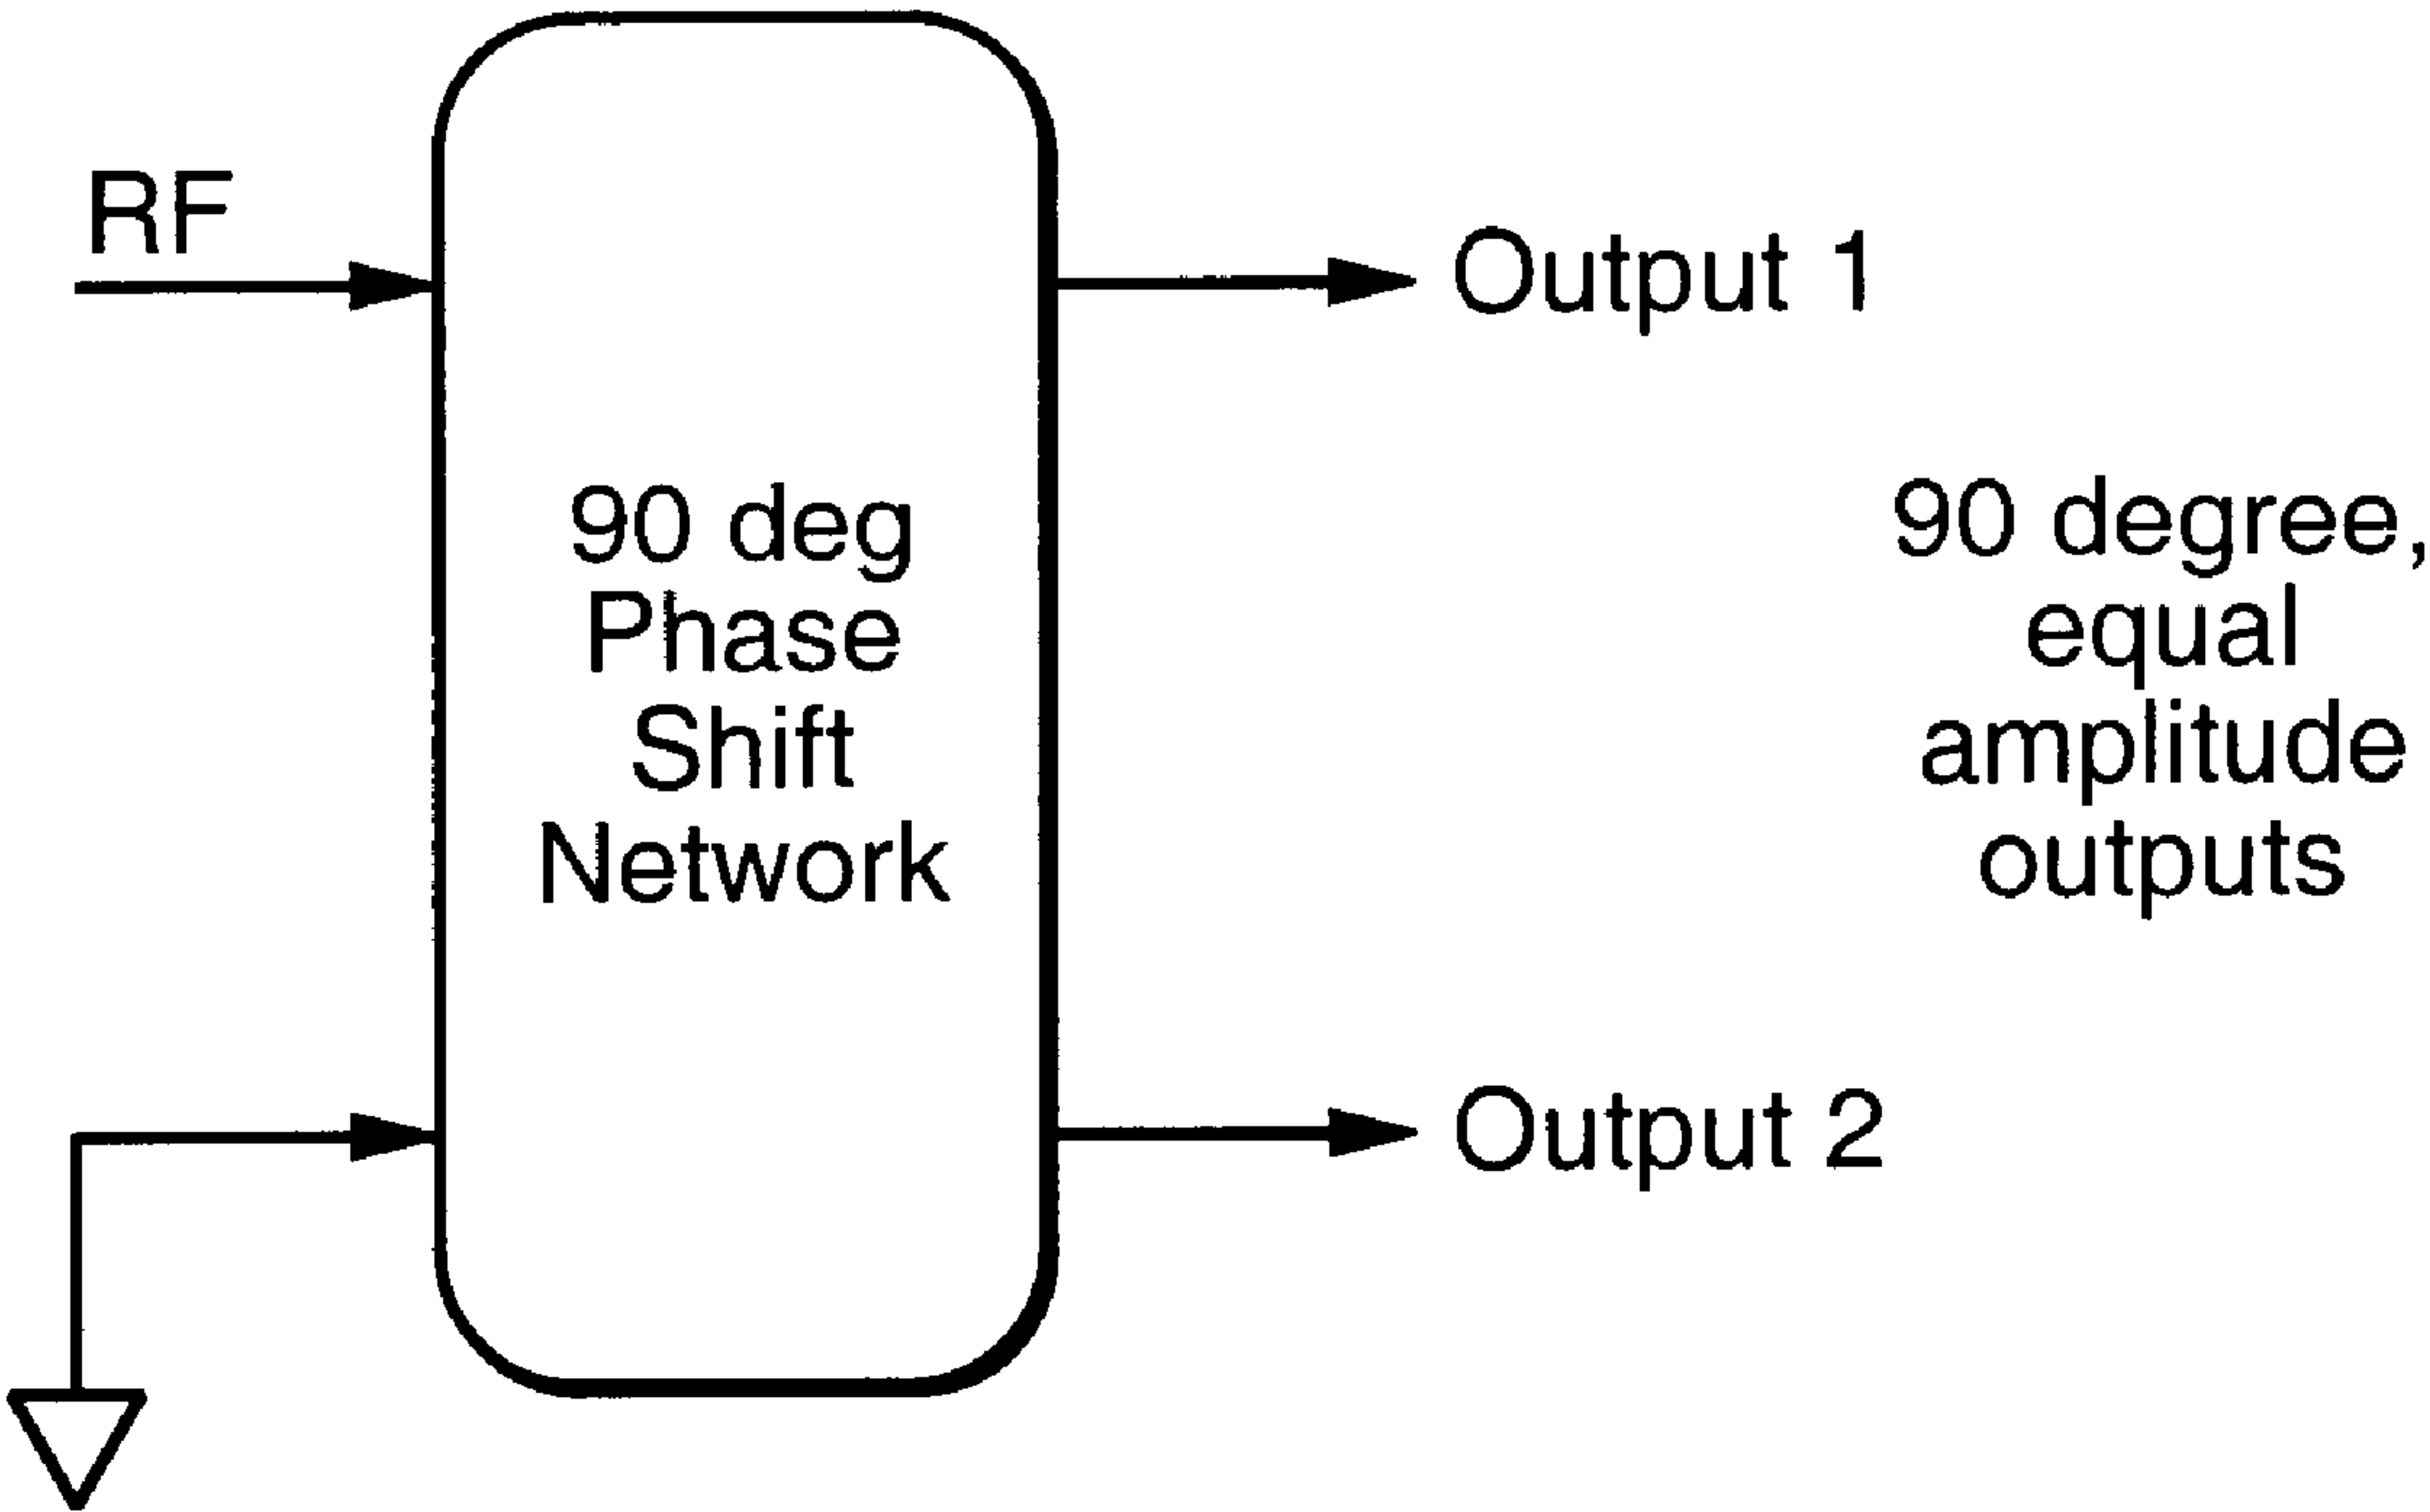 RF
Output 1
90 deg
Phase
Shift
Network
90 degree,
equal
amplitude
outputs
Output 2